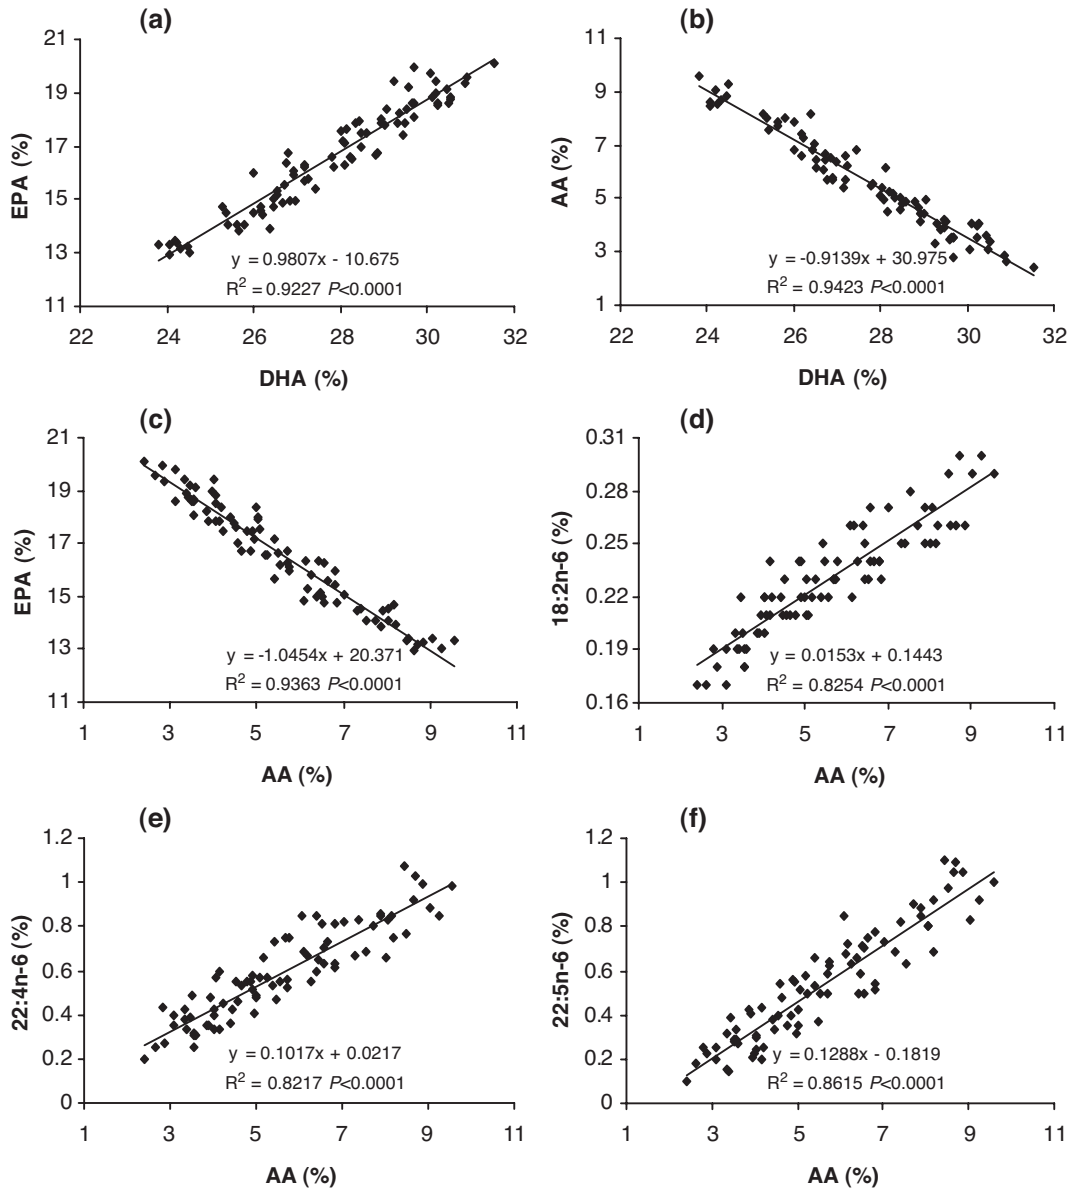 (a)
21
19
17
15
13
11
EPA (%)
y = 0.9807x - 10.675
R² = 0.9227 P<0.0001
22 24 26 28 30 32
DHA (%)
(b)
11
9
7
5
3
1
AA (%)
y = -0.9139x + 30.975
R² = 0.9423 P<0.0001
22 24 26 28 30 32
DHA (%)
(c)
21
19
17
15
13
11
EPA (%)
y = -1.0454x + 20.371
R² = 0.9363 P<0.0001
1 3 5 7 9 11
AA (%)
(d)
0.31
0.28
0.25
0.22
0.19
0.16
18:2n-6 (%)
y = 0.0153x + 0.1443
R² = 0.8254 P<0.0001
1 3 5 7 9 11
AA (%)
(e)
1.2
1
0.8
0.6
0.4
0.2
0
22:4n-6 (%)
y = 0.1017x + 0.0217
R² = 0.8217 P<0.0001
1 3 5 7 9 11
AA (%)
(f)
1.2
1
0.8
0.6
0.4
0.2
0
22:5n-6 (%)
y = 0.1288x - 0.1819
R² = 0.8615 P<0.0001
1 3 5 7 9 11
AA (%)